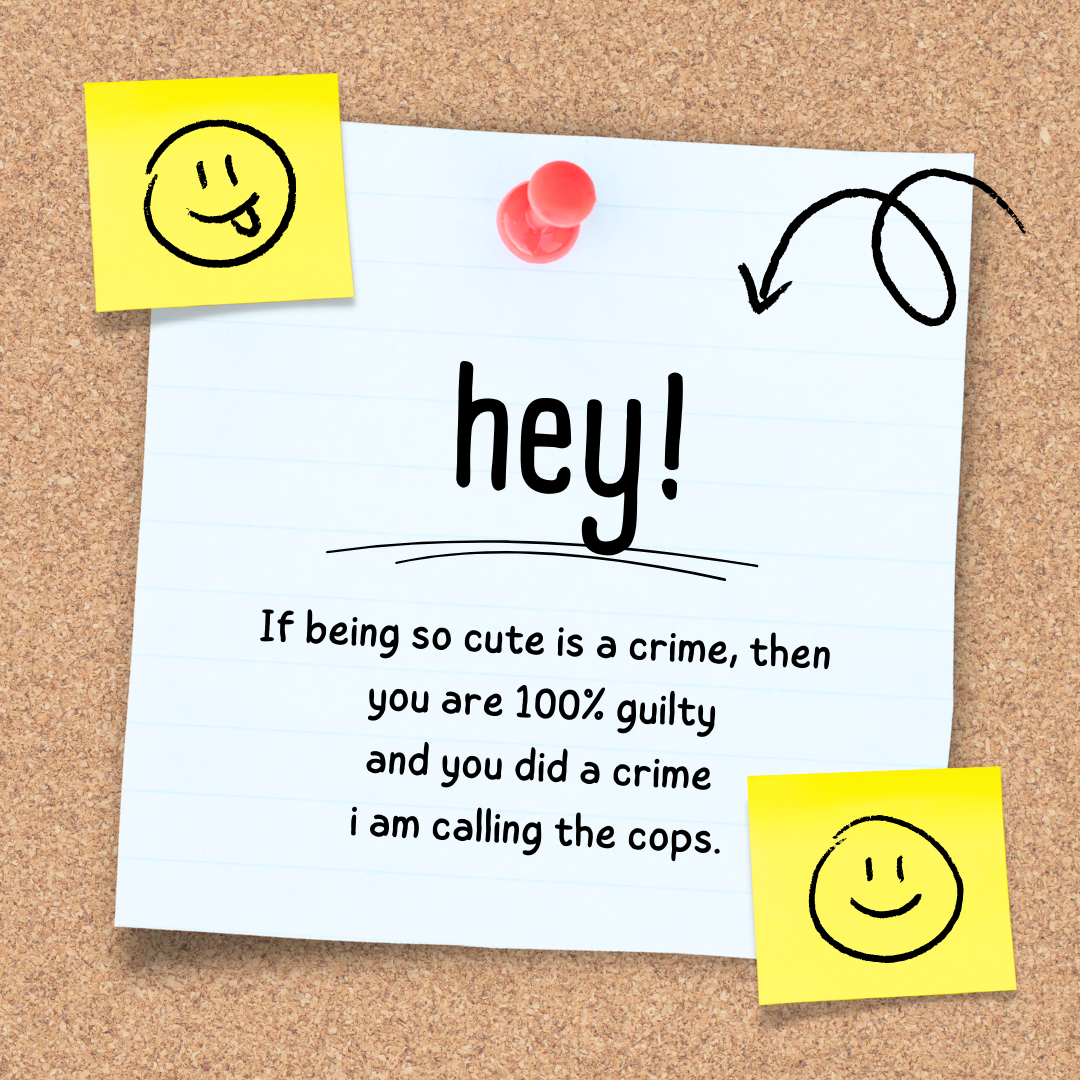 hey!
If being so cute is a crime, then
you are 100% guilty
and you did a crime
i am calling the cops.